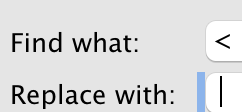 Find what: <
Replace with: